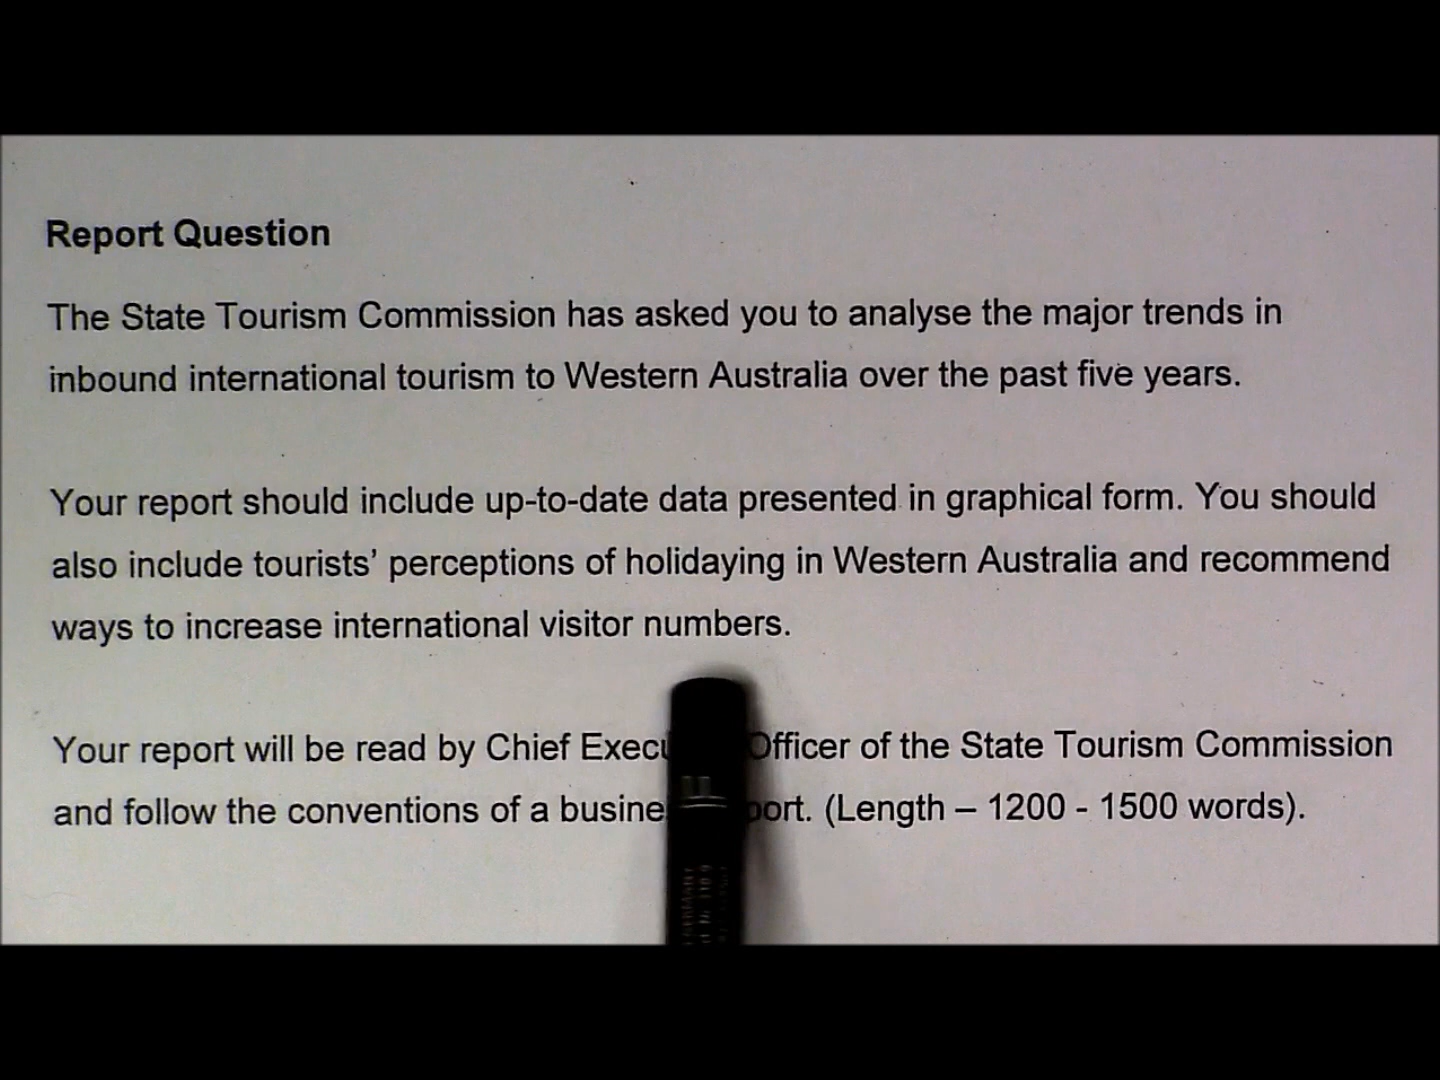 Report Question
The State Tourism Commission has asked you to analyse the major trends in
inbound international tourism to Western Australia over the past five years.
Your report should include up-to-date data presented in graphical form. You should
also include tourists’ perceptions of holidaying in Western Australia and recommend
ways to increase international visitor numbers.
Your report will be read by Chief Officer of the State Tourism Commission
and follow the conventions of a (Length – 1200 - 1500 words).
GERMANY